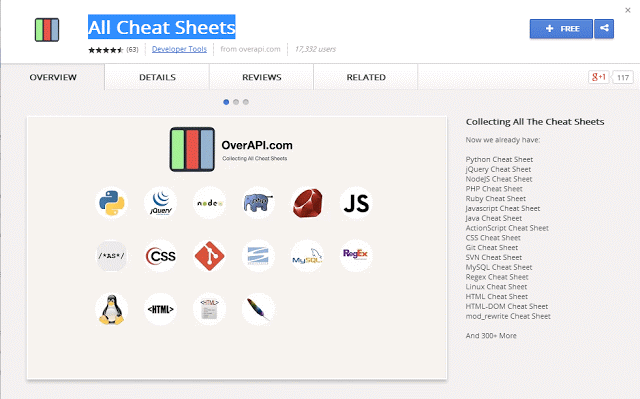 All Cheat Sheets
(63)
Developer Tools
from overapi.com
17,332 users
+ FREE
OVERVIEW
DETAILS
REVIEWS
RELATED
g+1
117
OverAPI.com
Collecting All Cheat Sheets
jQuery
node
JS
/*AS*/
CSS
MySQL
RegEx
<HTML>
<HTML>
Collecting All The Cheat Sheets
Now we already have:
Python Cheat Sheet
jQuery Cheat Sheet
NodeJS Cheat Sheet
PHP Cheat Sheet
Ruby Cheat Sheet
Javascript Cheat Sheet
Java Cheat Sheet
ActionScript Cheat Sheet
CSS Cheat Sheet
Git Cheat Sheet
SVN Cheat Sheet
MySQL Cheat Sheet
Regex Cheat Sheet
Linux Cheat Sheet
HTML Cheat Sheet
HTML-DOM Cheat Sheet
mod_rewrite Cheat Sheet
And 300+ More